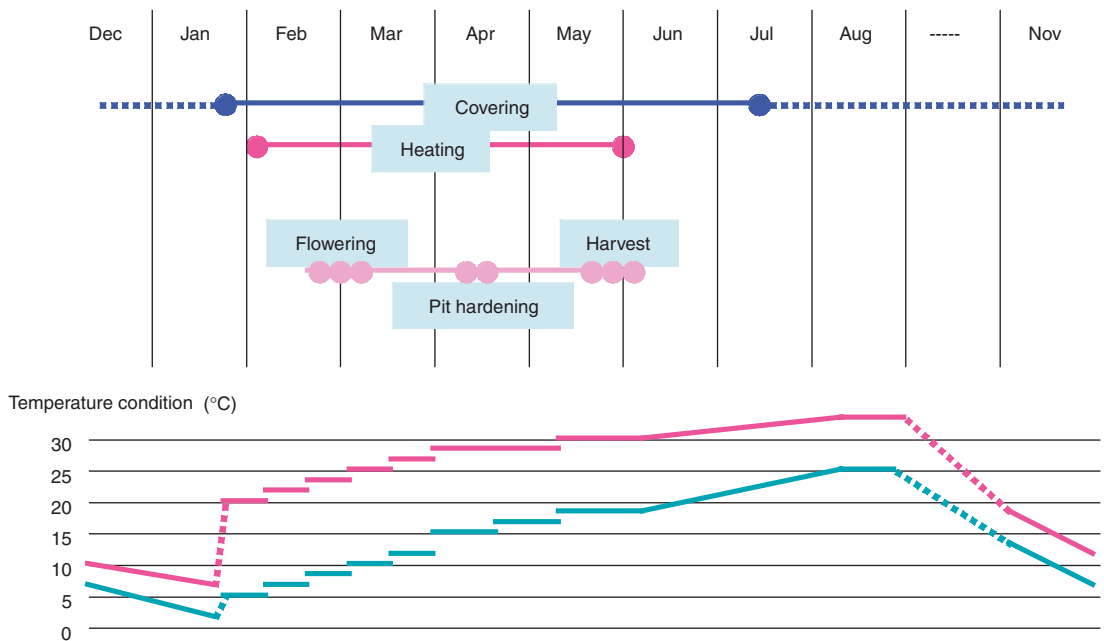 Dec Jan Feb Mar Apr May Jun Jul Aug ----- Nov
Covering
Heating
Flowering Harvest
Pit hardening
Temperature condition (°C)
30
25
20
15
10
5
0